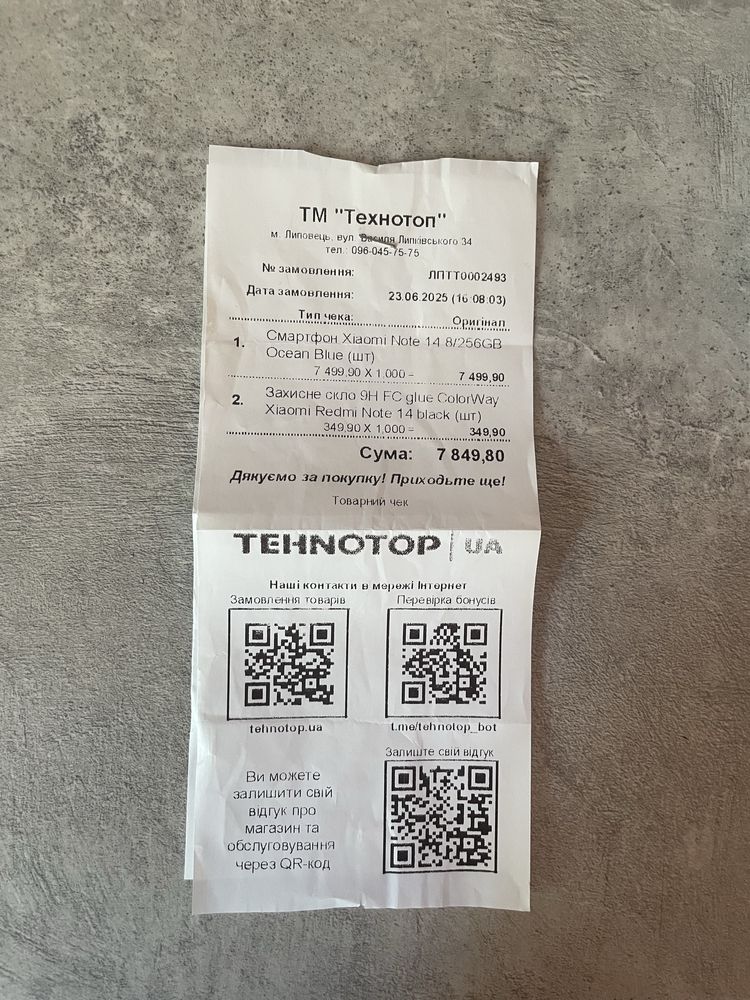 ТМ "Технотоп"
м. Липовець, вул. Василя Липківського 34
тел.: 096-045-75-75
№ замовлення: ЛПТТ0002493
Дата замовлення: 23.06.2025 (16:08:03)
Тип чека: Оригінал
1. Смартфон Xiaomi Note 14 8/256GB
Ocean Blue (шт)
7 499,90 X 1,000 = 7 499,90
2. Захисне скло 9H FC glue ColorWay
Xiaomi Redmi Note 14 black (шт)
349,90 X 1,000 = 349,90
Сума: 7 849,80
Дякуємо за покупку! Приходьте ще!
Товарний чек
TEHNOTOP | UA
Наші контакти в мережі Інтернет
Замовлення товарів Перевірка бонусів
tehnotop.ua t.me/tehnotop_bot
Залиште свій відгук
Ви можете
залишити свій
відгук про
магазин та
обслуговування
через QR-код